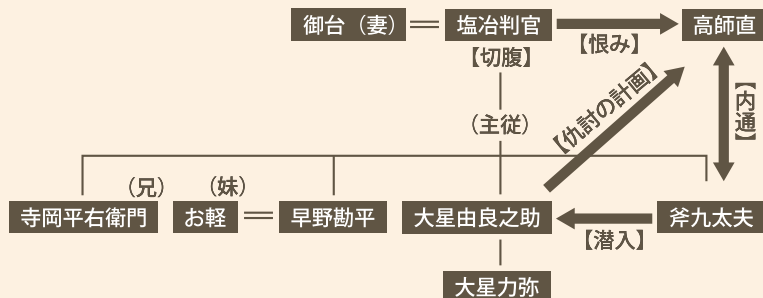 御台（妻）
塩冶判官
高師直
【切腹】
【恨み】
【内通】
（主従）
【仇討の計画】
（兄）
（妹）
寺岡平右衛門
お軽
早野勘平
大星由良之助
斧九太夫
【潜入】
大星力弥